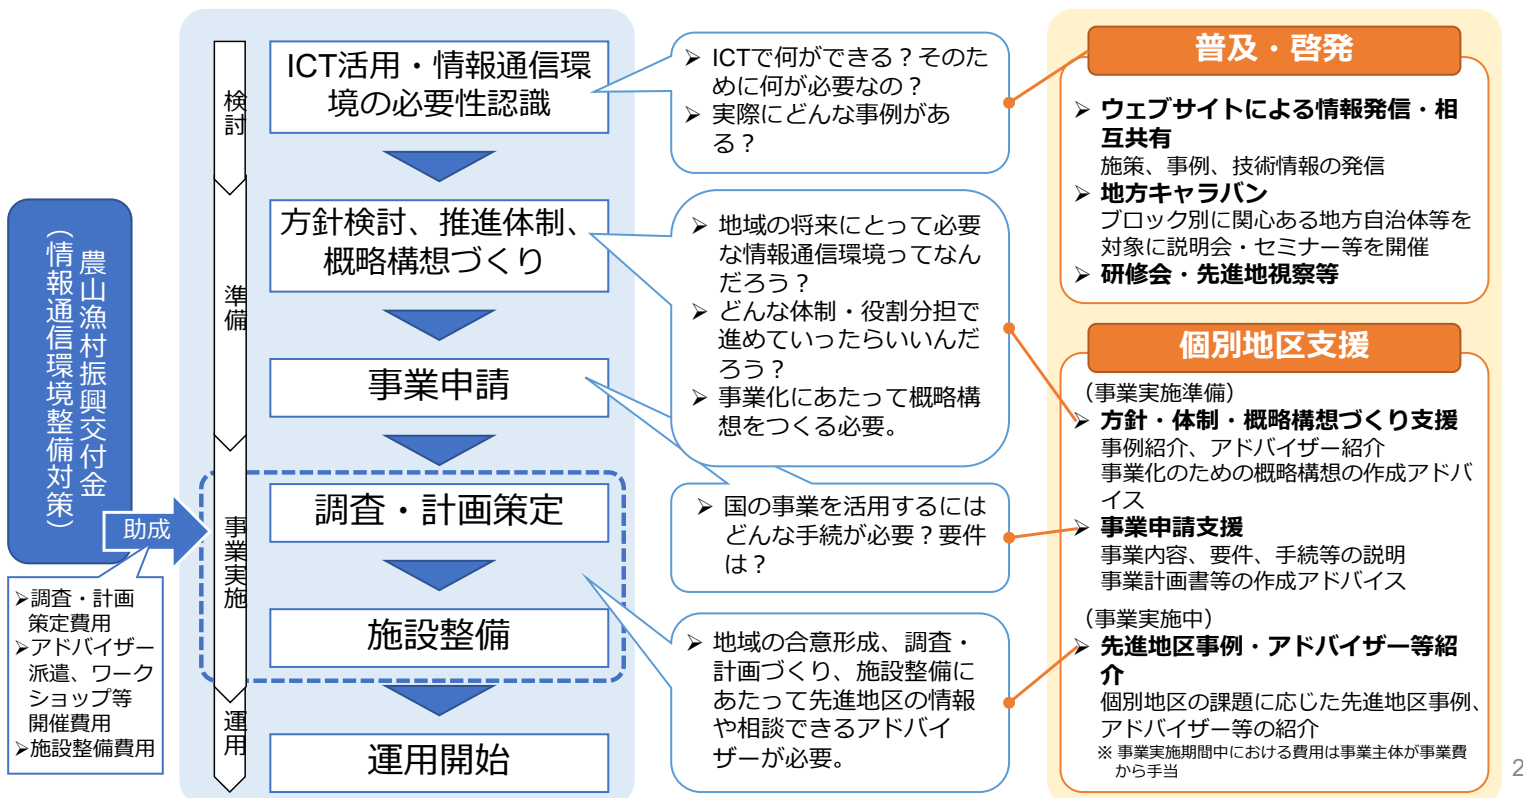 農山漁村振興交付金
(情報通信環境整備対策)
助成
➢調査・計画
策定費用
➢アドバイザー
派遣、ワーク
ショップ等
開催費用
➢施設整備費用
検討
準備
事業実施
運用
ICT活用・情報通信環
境の必要性認識
方針検討、推進体制、
概略構想づくり
事業申請
調査・計画策定
施設整備
運用開始
➢ ICTで何ができる？そのた
めに何が必要なの？
➢ 実際にどんな事例があ
る？
➢ 地域の将来にとって必要
な情報通信環境ってなん
だろう？
➢ どんな体制・役割分担で
進めていったらいいんだ
ろう？
➢ 事業化にあたって概略構
想をつくる必要。
➢ 国の事業を活用するには
どんな手続が必要？要件
は？
➢ 地域の合意形成、調査・
計画づくり、施設整備に
あたって先進地区の情報
や相談できるアドバイ
ザーが必要。
普及・啓発
➢ ウェブサイトによる情報発信・相
互共有
施策、事例、技術情報の発信
➢ 地方キャラバン
ブロック別に関心ある地方自治体等を
対象に説明会・セミナー等を開催
➢ 研修会・先進地視察等
個別地区支援
（事業実施準備）
➢ 方針・体制・概略構想づくり支援
事例紹介、アドバイザー紹介
事業化のための概略構想の作成アドバ
イス
➢ 事業申請支援
事業内容、要件、手続等の説明
事業計画書等の作成アドバイス
（事業実施中）
➢ 先進地区事例・アドバイザー等紹
介
個別地区の課題に応じた先進地区事例、
アドバイザー等の紹介
※ 事業実施期間中における費用は事業主体が事業費
から手当
2